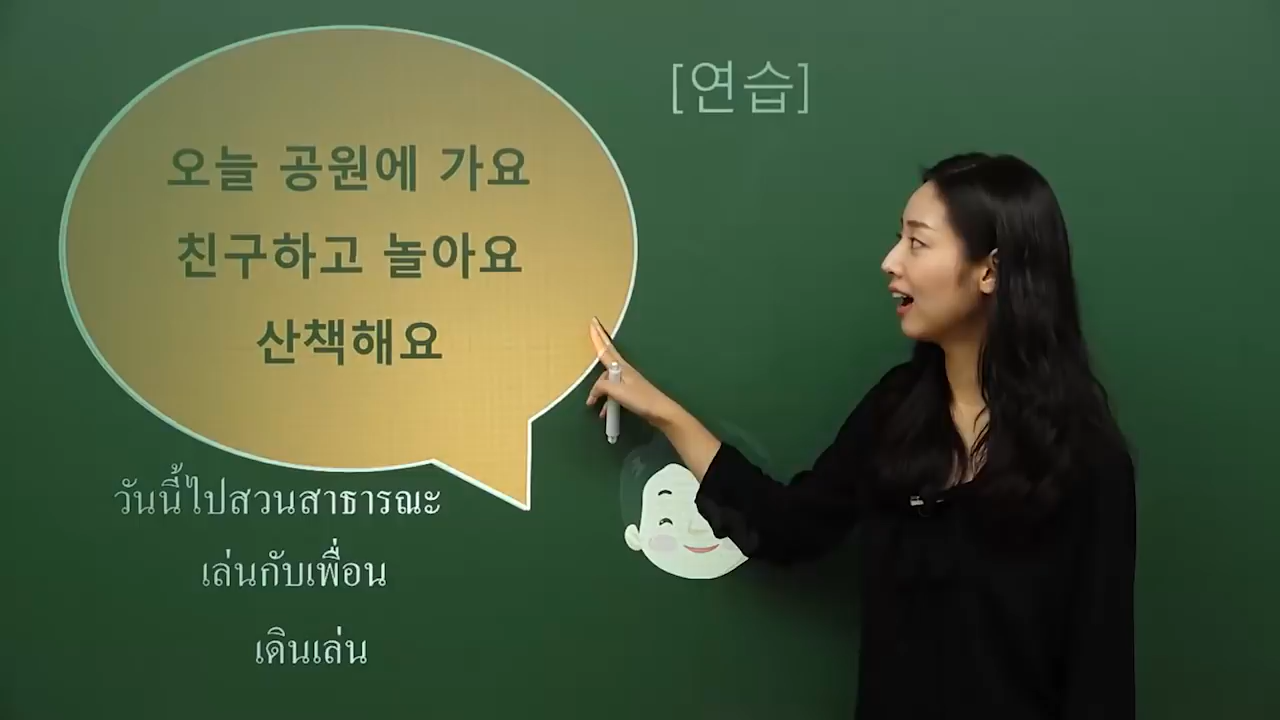 [연습]
오늘 공원에 가요
친구하고 놀아요
산책해요
วันนี้ไปสวนสาธารณะ
เล่นกับเพื่อน
เดินเล่น